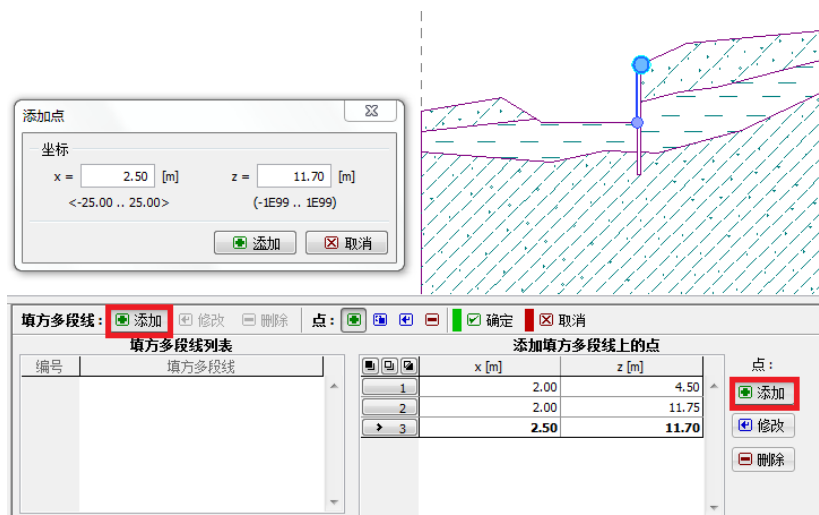 添加点
坐标
x = 2.50 [m] z = 11.70 [m]
<-25.00 .. 25.00> (-1E99 .. 1E99)
添加 取消
填方多段线: 添加 修改 删除 点: 确定 取消
填方多段线列表 添加填方多段线上的点
编号 填方多段线 x [m] z [m] 点:
1 2.00 4.50 添加
2 2.00 11.75
3 2.50 11.70 修改
删除